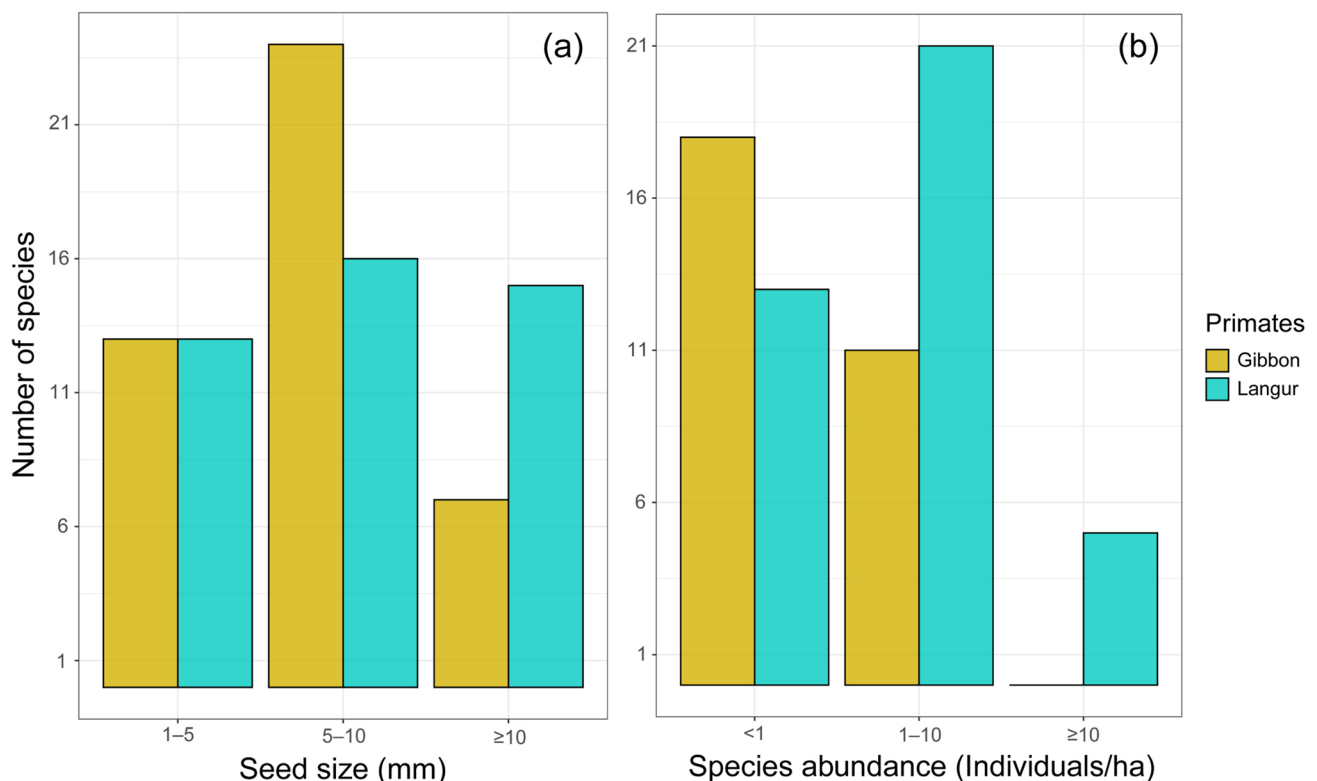 (a)
Number of species
21
16
11
6
1
1–5
5–10
≥10
Seed size (mm)
(b)
21
16
11
6
1
<1
1–10
≥10
Species abundance (Individuals/ha)
Primates
Gibbon
Langur